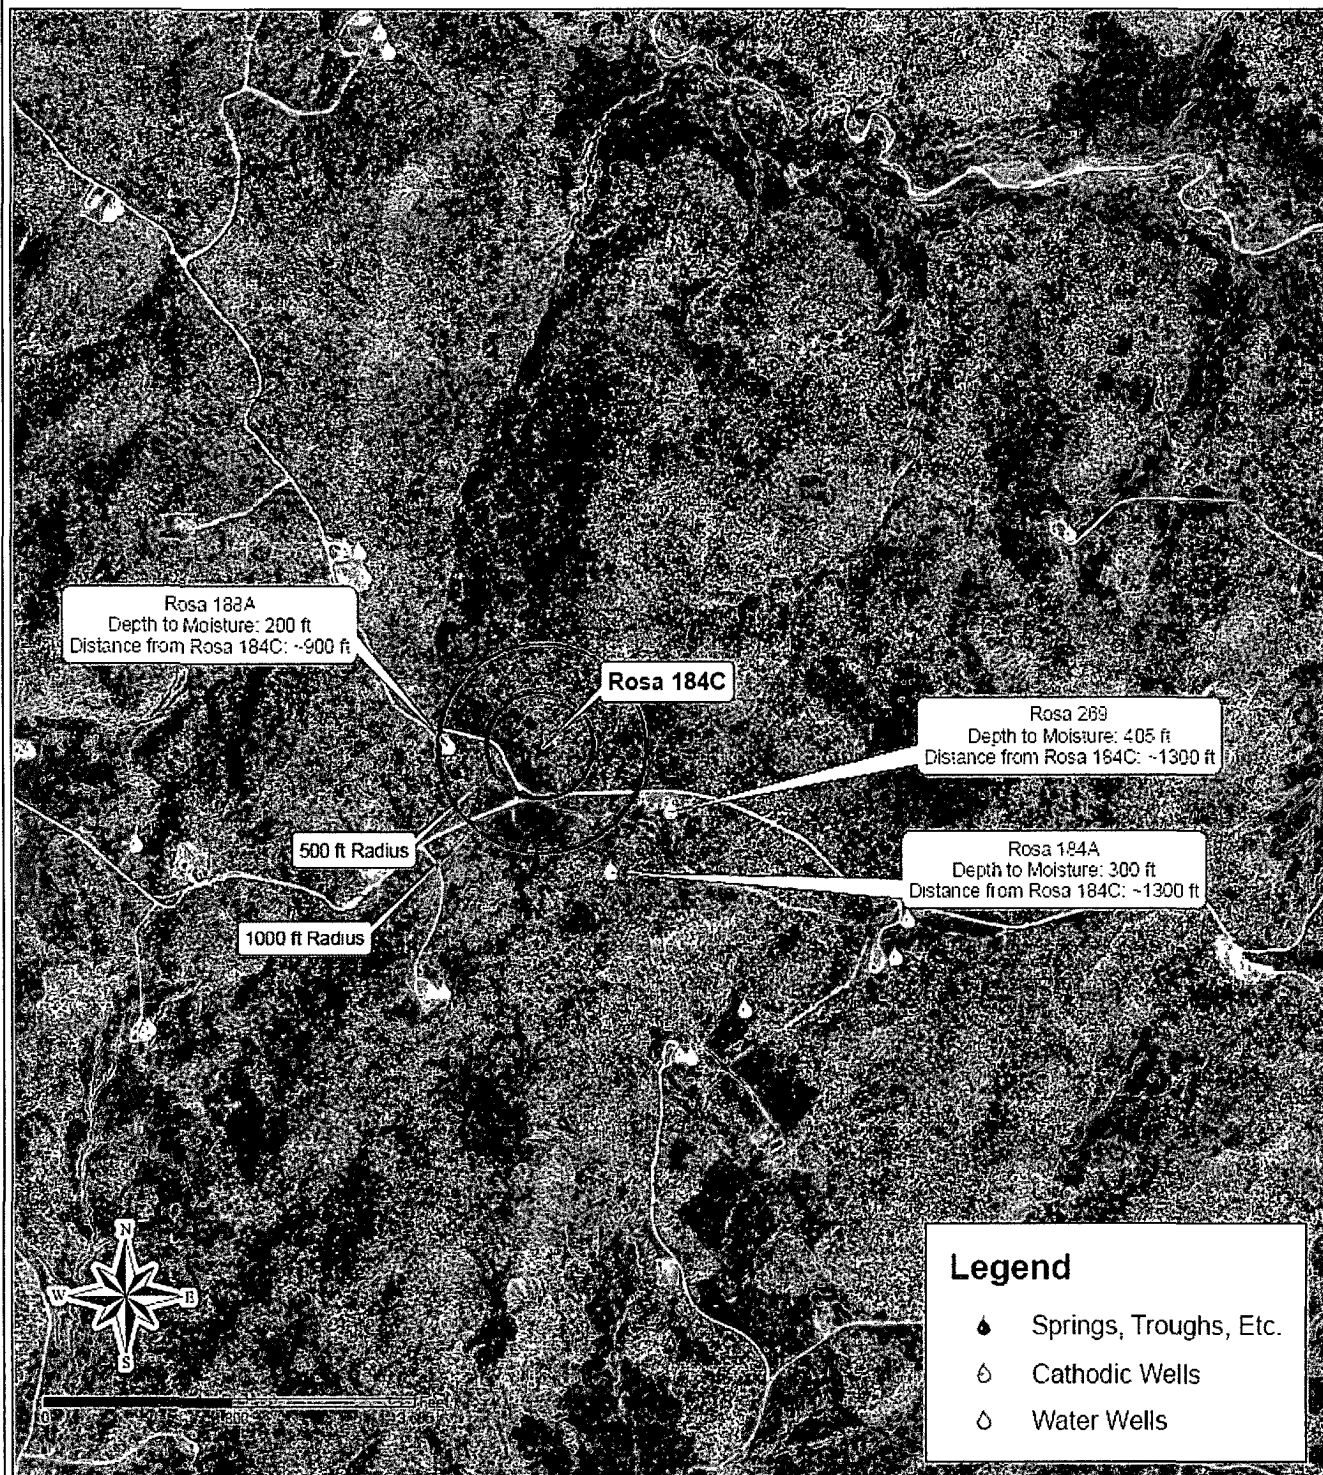 Rosa 188A
Depth to Moisture: 200 ft
Distance from Rosa 184C: ~900 ft
Rosa 184C
Rosa 269
Depth to Moisture: 405 ft
Distance from Rosa 184C: ~1300 ft
500 ft Radius
Rosa 184A
Depth to Moisture: 300 ft
Distance from Rosa 184C: ~1300 ft
1000 ft Radius
N
W
E
S
Legend
Springs, Troughs, Etc.
Cathodic Wells
Water Wells
0